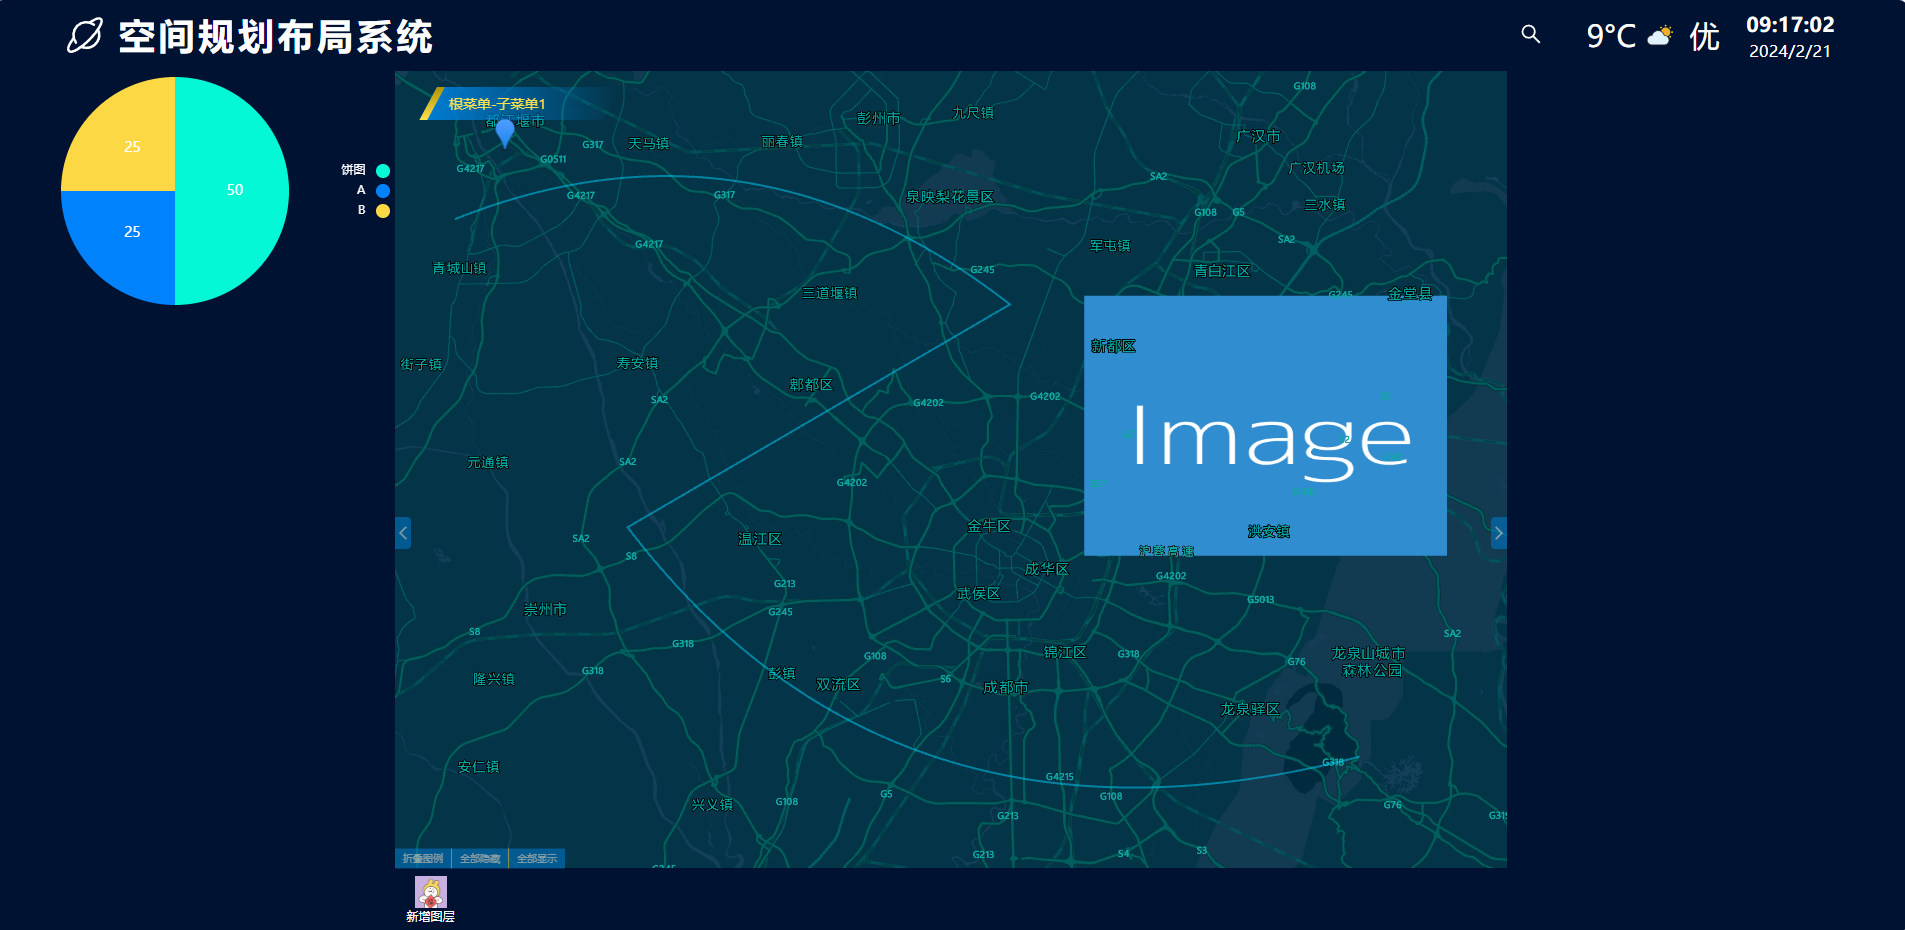 空间规划布局系统
9°C 优
09:17:02
2024/2/21
25
50
25
饼图
A
B
根菜单-子菜单1
G108
九尺镇
彭州市
广汉市
天马镇
G317
丽春镇
G0511
G4217
广汉机场
SA2
G4217
G317
泉映梨花景区
三水镇
G108
G5
G4217
SA2
军屯镇
青城山镇
G245
青白江区
三道堰镇
G245
金堂县
新都区
街子镇
寿安镇
郫都区
SA2
G4202
G4202
Image
元通镇
SA2
G4202
金牛区
洪安镇
SA2
温江区
S8
沪蓉高速
成华区
G4202
G213
武侯区
G5013
崇州市
G245
S8
G318
SA2
锦江区
G318
龙泉山城市
森林公园
G108
G76
G318
彭镇
隆兴镇
双流区
S6
成都市
龙泉驿区
安仁镇
G318
G4215
G5
G108
兴义镇
G108
G76
G213
S3
S4
G213
折叠图例
全部隐藏
全部显示
新增图层